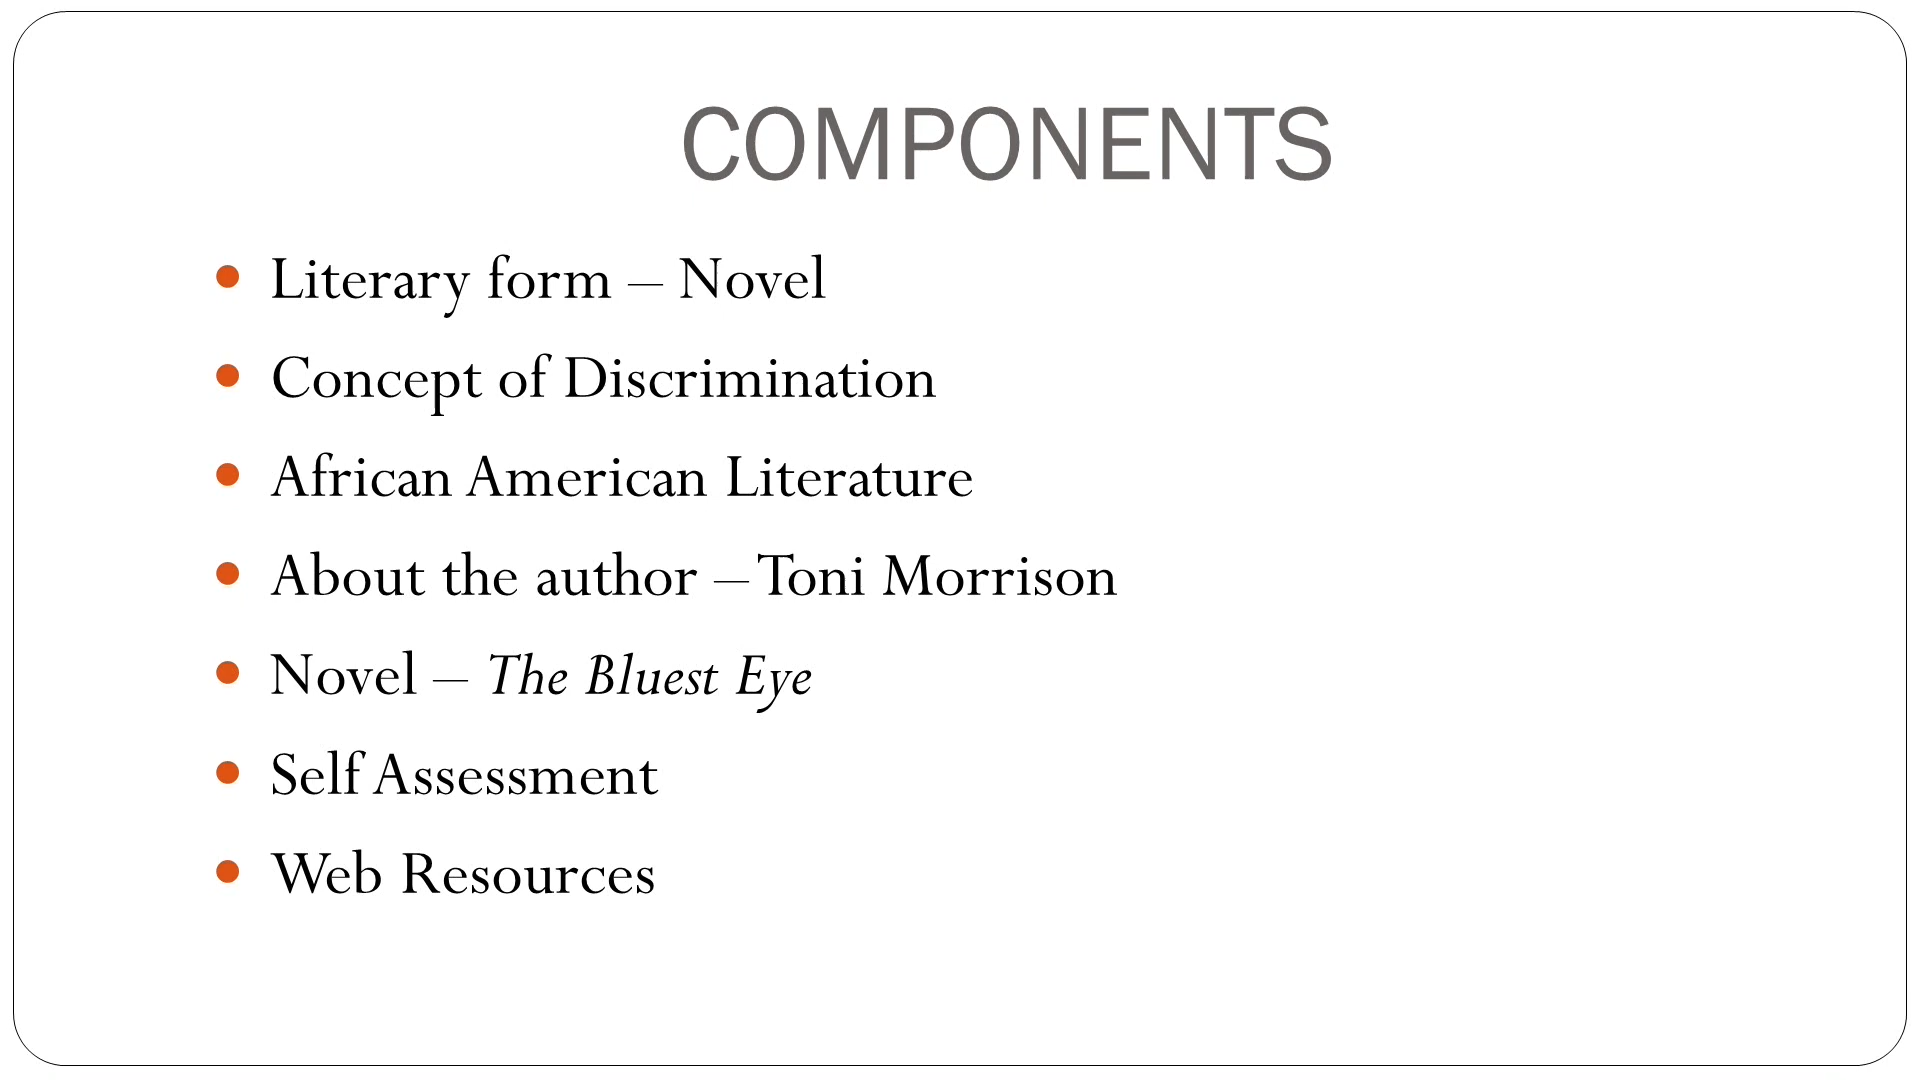 COMPONENTS
• Literary form – Novel
• Concept of Discrimination
• African American Literature
• About the author – Toni Morrison
• Novel – The Bluest Eye
• Self Assessment
• Web Resources